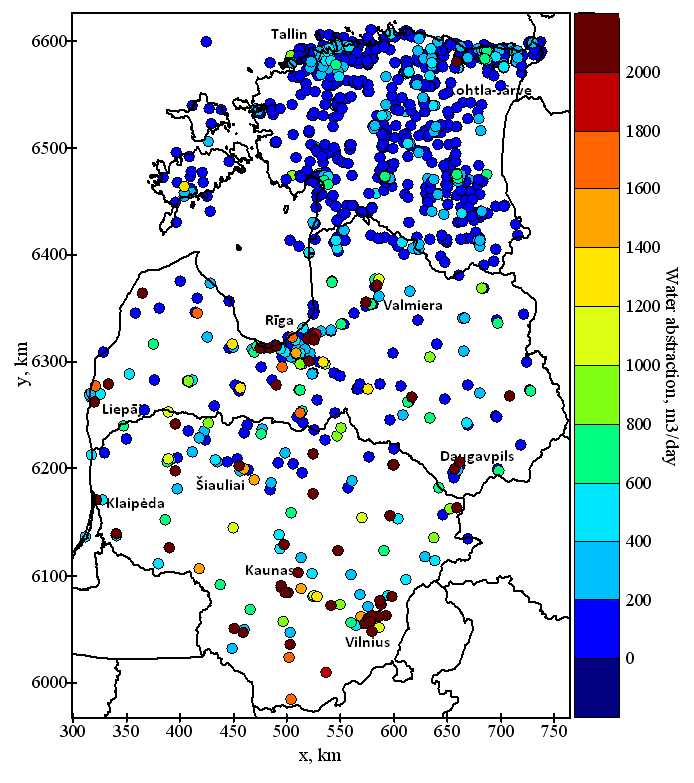 6600
6500
6400
6300
6200
6100
6000
y, km
300
350
400
450
500
550
600
650
700
750
x, km
Tallin
Kohtla-Järve
Valmiera
Rīga
Liepāja
Daugavpils
Šiauliai
Klaipėda
Kaunas
Vilnius
2000
1800
1600
1400
1200
1000
800
600
400
200
0
Water abstraction, m3/day